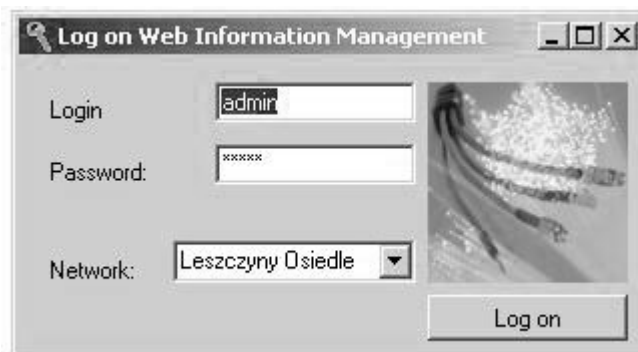 Log on Web Information Management
Login
admin
Password:
*****
Network:
Leszczyny Osiedle
Log on